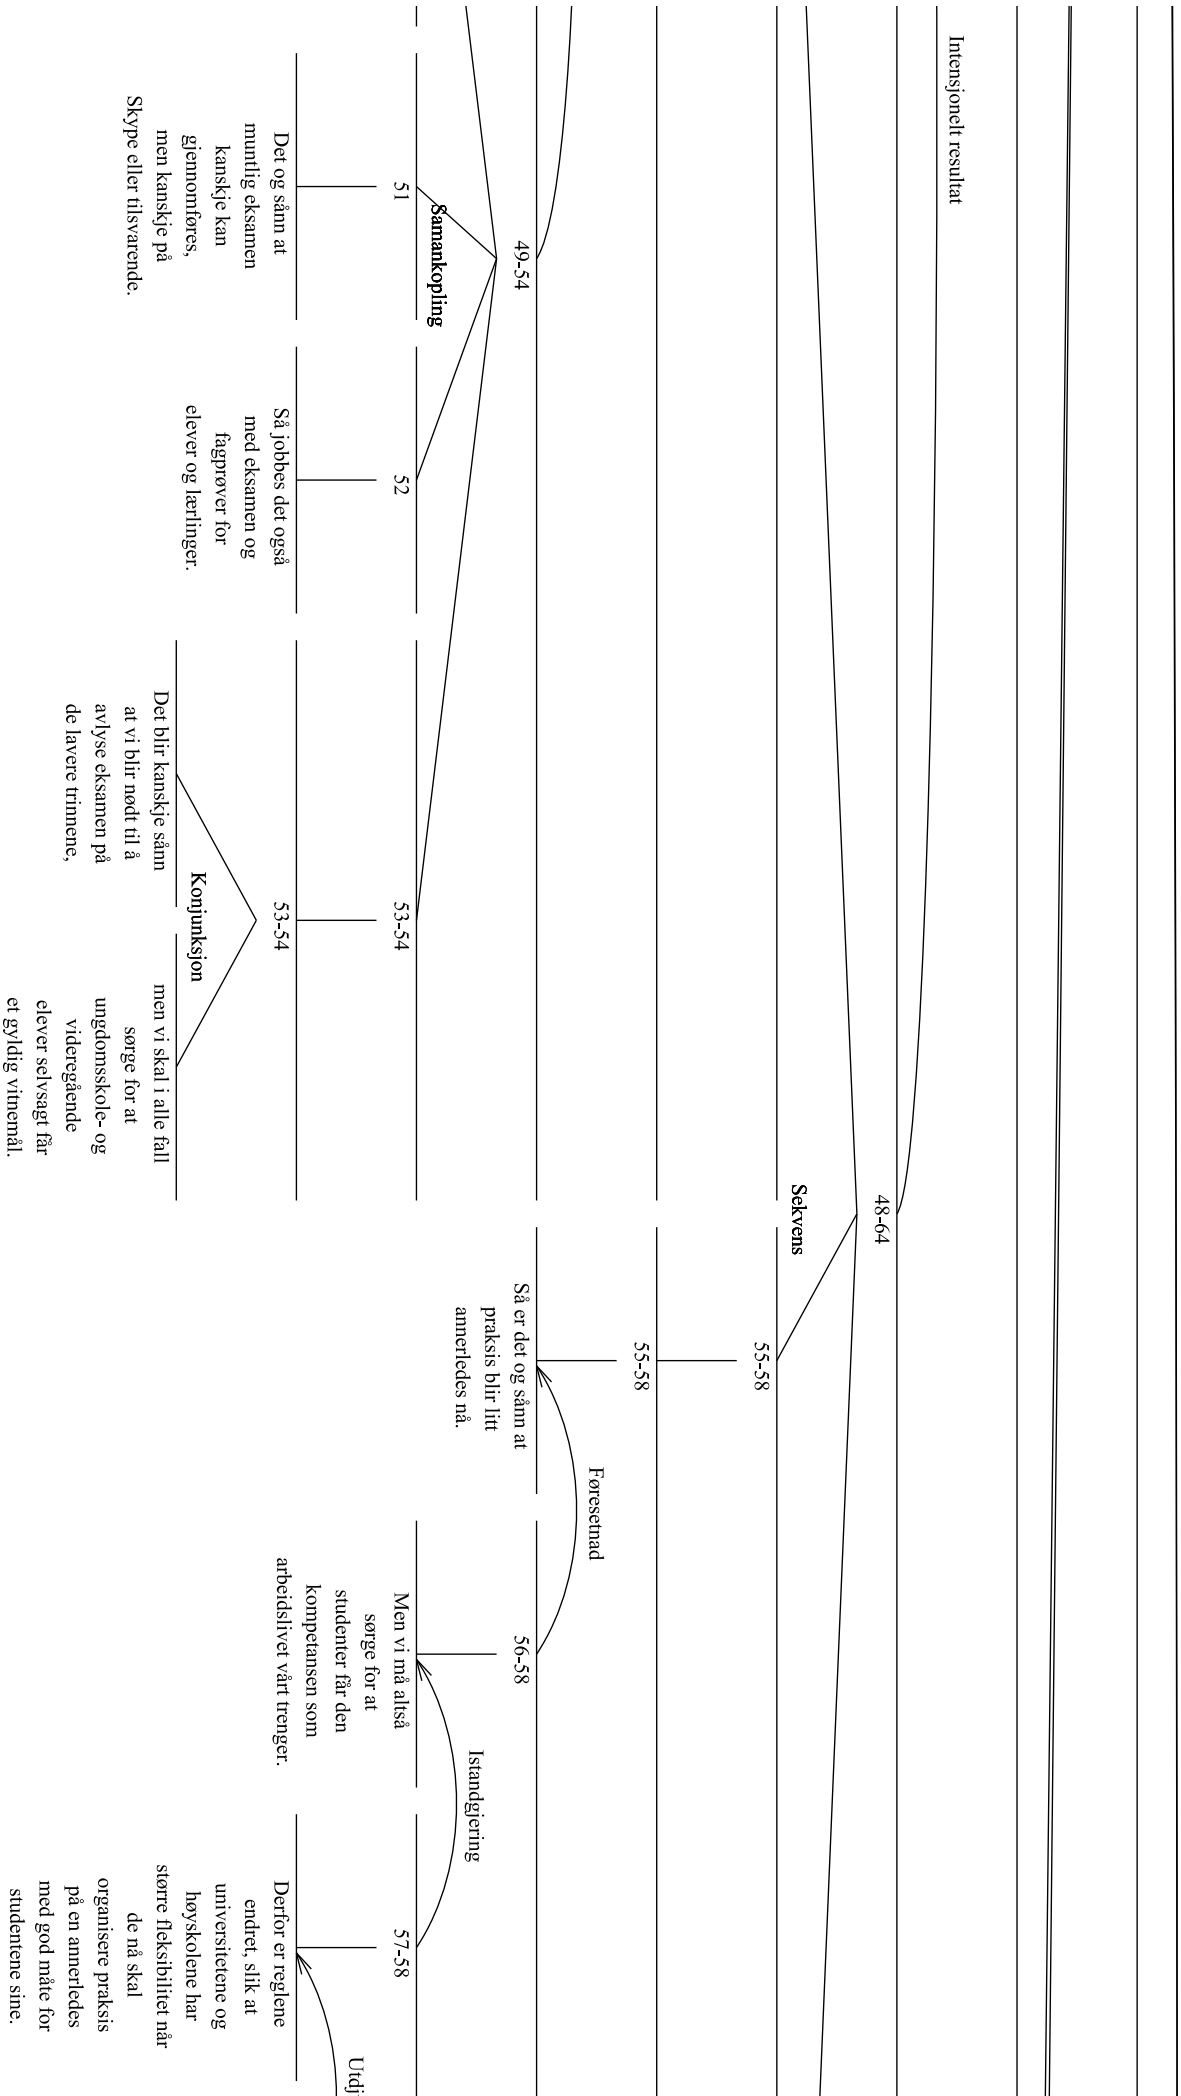 Intensjonelt resultat
48-64
Sekvens
49-54
Samankopling
51
Det og sånn at
muntlig eksamen
kanskje kan
gjennomføres,
men kanskje på
Skype eller tilsvarende.
52
Så jobbes det også
med eksamen og
fagprøver for
elever og lærlinger.
53-54
53-54
Konjunksjon
Det blir kanskje sånn
at vi blir nødt til å
avlyse eksamen på
de lavere trinnene,
men vi skal i alle fall
sørge for at
ungdomsskole- og
videregående
elever selvsagt får
et gyldig vitnemål.
55-58
55-58
Så er det og sånn at
praksis blir litt
annerledes nå.
Føresetnad
56-58
Men vi må altså
sørge for at
studenter får den
kompetansen som
arbeidslivet vårt trenger.
Istandgjering
57-58
Derfor er reglene
endret, slik at
universitetene og
høyskolene har
større fleksibilitet når
de nå skal
organisere praksis
på en annerledes
med god måte for
studentene sine.